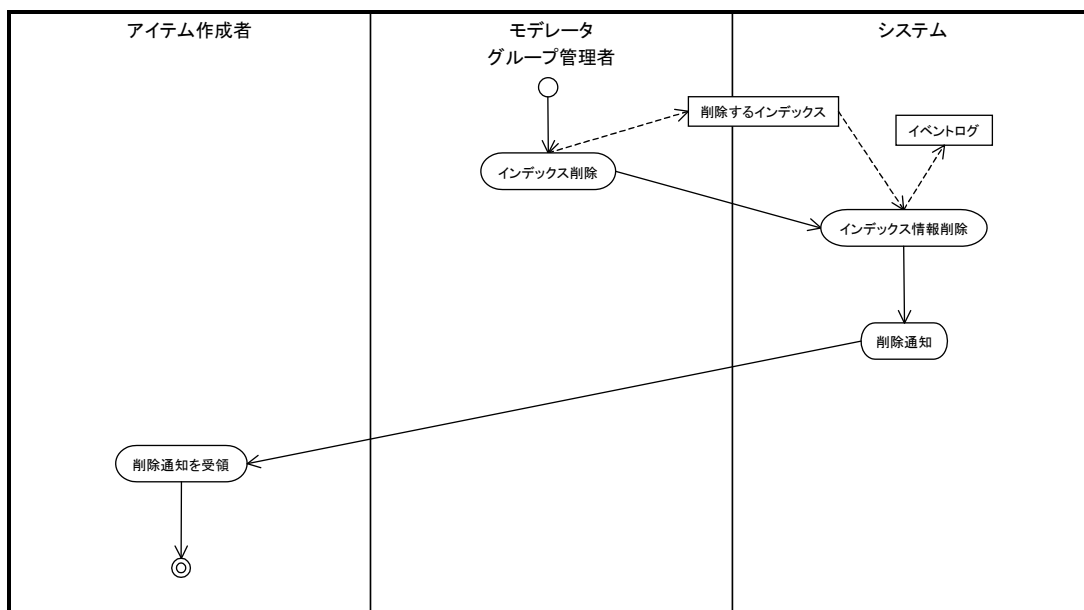 アイテム作成者
モデレータ
グループ管理者
システム
削除するインデックス
イベントログ
インデックス削除
インデックス情報削除
削除通知
削除通知を受領